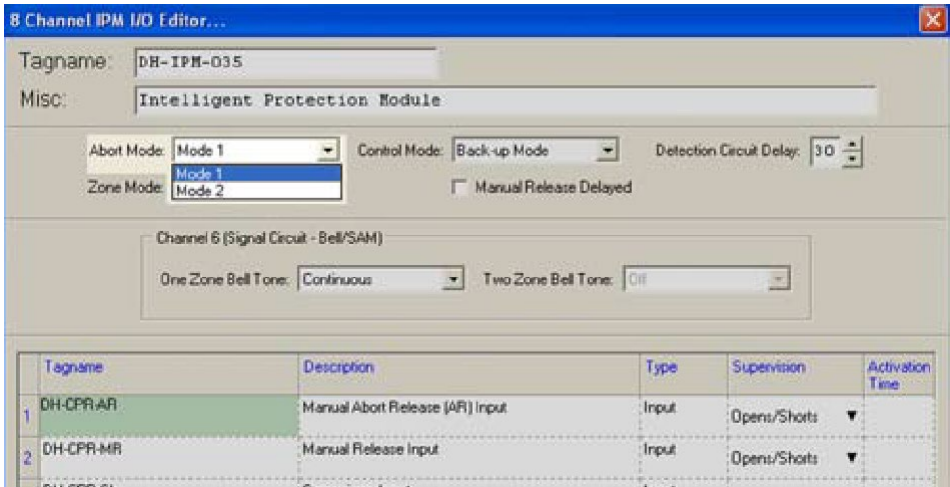 8 Channel IPM I/O Editor...
Tagname: DH-IPM-035
Misc: Intelligent Protection Module
Abort Mode: Mode 1 Control Mode: Back-up Mode Detection Circuit Delay: 30
Mode 1
Zone Mode: Mode 2 Manual Release Delayed
Channel 6 (Signal Circuit - Bell/SAM)
One Zone Bell Tone: Continuous Two Zone Bell Tone: Off
Tagname Description Type Supervision Activation Time
1 DH-CPR-AR Manual Abort Release (AR) Input Input Opens/Shorts
2 DH-CPR-MR Manual Release Input Input Opens/Shorts